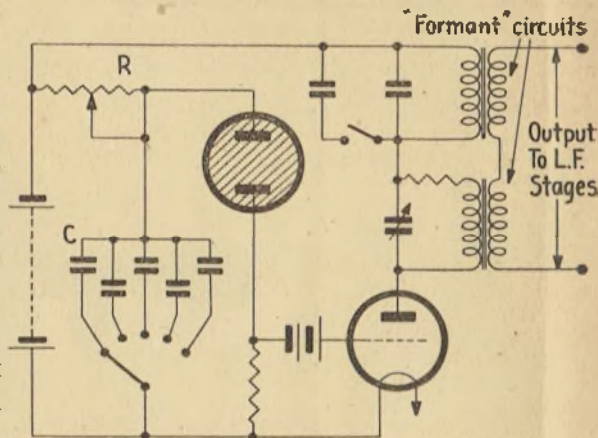 "Formant" circuits
R
Output
To L.F.
Stages
C